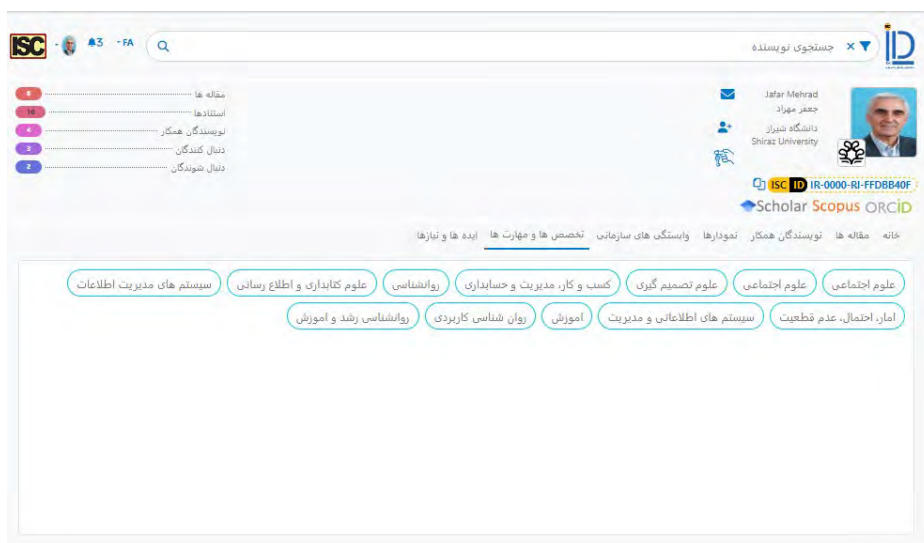 جستجوی نویسنده
FA
3
ISC
iD
Jafar Mehrad
جعفر مهراد
دانشگاه شیراز
Shiraz University
ISC ID IR-0000-RI-FFDBB40F
Scholar Scopus ORCID
مقاله ها 8
استنادها
نویسندگان همکار 4
دنبال کنندگان
دنبال شوندگان 2
خانه مقاله ها نویسندگان همکار نمودارها وابستگی های سازمانی تخصص ها و مهارت ها ایده ها و نیازها
علوم اجتماعی علوم اجتماعی علوم تصمیم گیری کسب و کار، مدیریت و حسابداری روانشناسی علوم کتابداری و اطلاع رسانی سیستم های مدیریت اطلاعات
امار، احتمال، عدم قطعیت سیستم های اطلاعاتی و مدیریت اموزش روان شناسی کاربردی روانشناسی رشد و اموزش